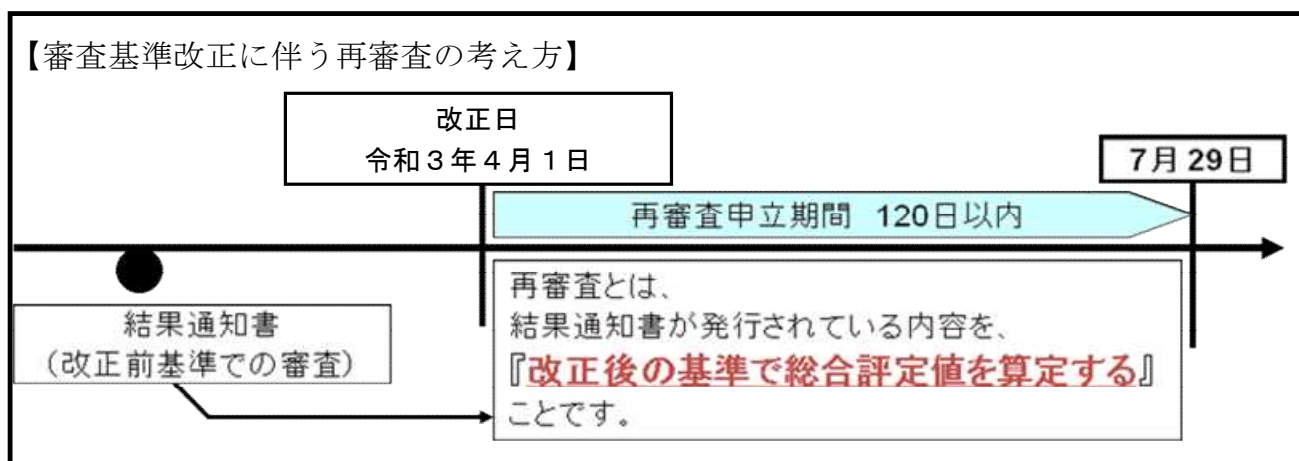 【審査基準改正に伴う再審査の考え方】
改正日
令和３年４月１日
7月29日
再審査申立期間　120日以内
結果通知書
（改正前基準での審査）
再審査とは、
結果通知書が発行されている内容を、
『改正後の基準で総合評定値を算定する』
ことです。